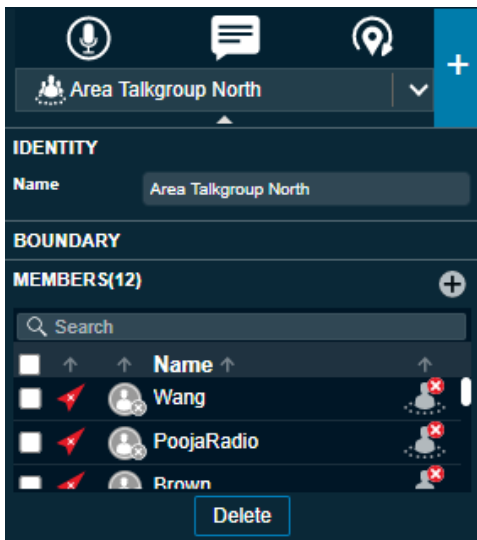 Area Talkgroup North
IDENTITY
Name Area Talkgroup North
BOUNDARY
MEMBERS(12)
Search
Name
Wang
PoojaRadio
Brown
Delete